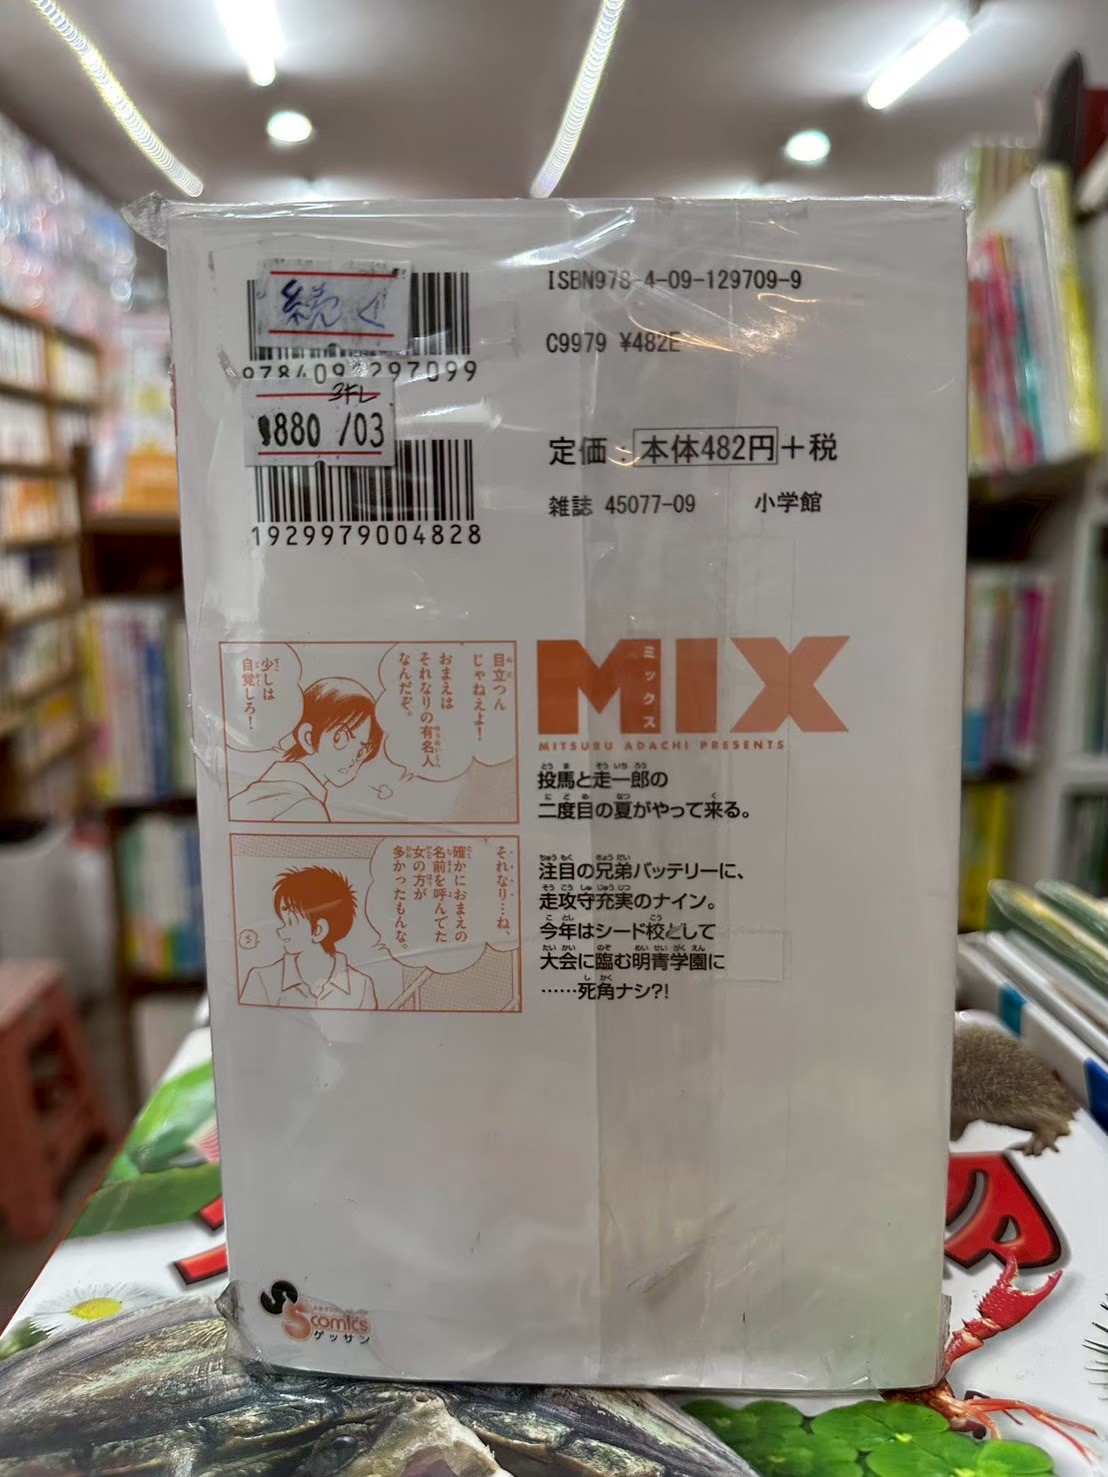 続く
ISBN978-4-09-129709-9
C9979 ¥482E
3FL
880 /03
1929979004828
定価：本体482円＋税
雑誌 45077-09 小学館
目立つん
じゃねえよ！
おまえは
それなりの有名人
なんだぞ。
少しは
自覚しろ！
それなり…ね、
確かにおまえの
名前を呼んでた
女の方が
多かったもんな。
MIX
ミックス
MITSURU ADACHI PRESENTS
投馬と走一郎の
二度目の夏がやって来る。
注目の兄弟バッテリーに、
走攻守充実のナイン。
今年はシード校として
大会に臨む明青学園に
……死角ナシ?!
S comics
ゲッサン